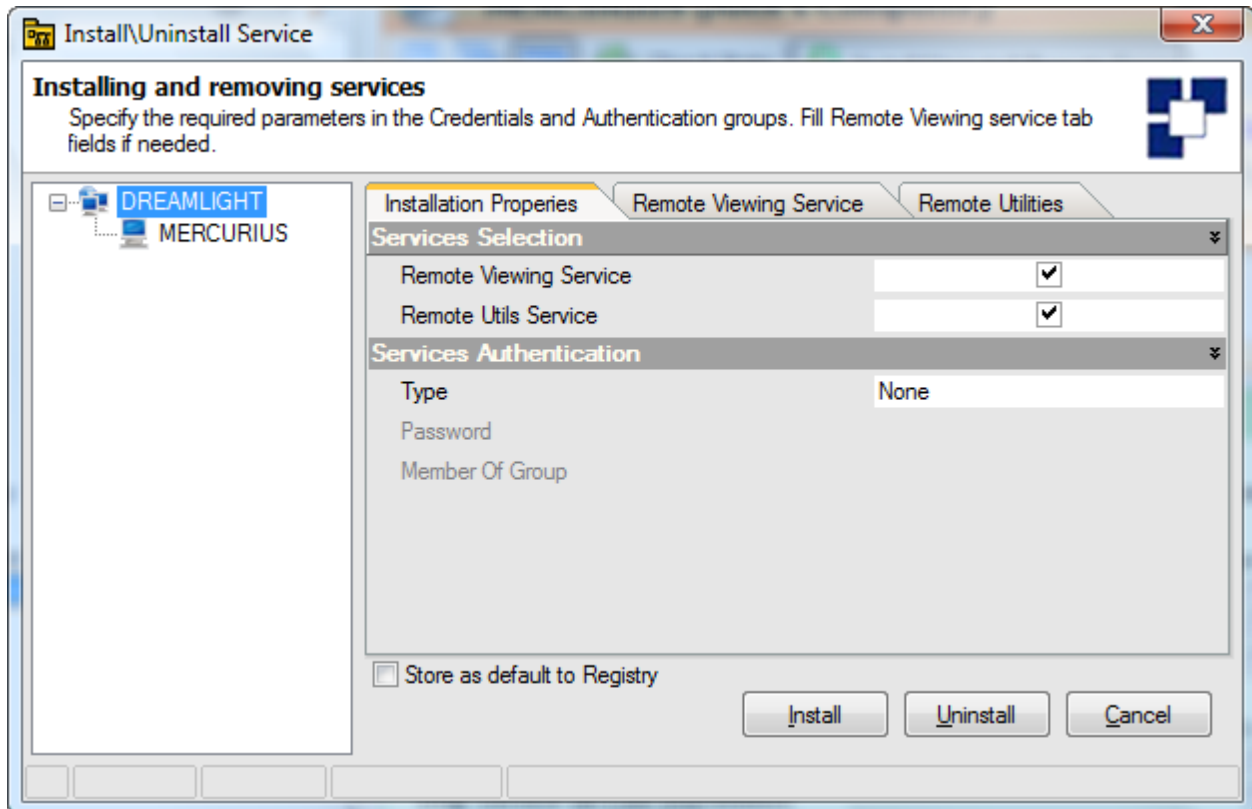 Install\Uninstall Service
Installing and removing services
Specify the required parameters in the Credentials and Authentication groups. Fill Remote Viewing service tab
fields if needed.
DREAMLIGHT
MERCURIUS
Installation Properies Remote Viewing Service Remote Utilities
Services Selection
Remote Viewing Service
Remote Utils Service
Services Authentication
Type None
Password
Member Of Group
Store as default to Registry
Install Uninstall Cancel